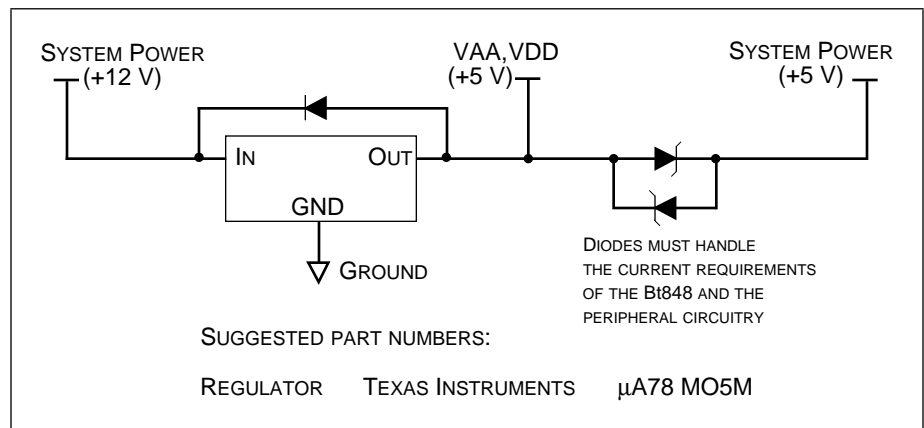 SYSTEM POWER
(+12 V)
VAA,VDD
(+5 V)
SYSTEM POWER
(+5 V)
IN
OUT
GND
GROUND
DIODES MUST HANDLE
THE CURRENT REQUIREMENTS
OF THE Bt848 AND THE
PERIPHERAL CIRCUITRY
SUGGESTED PART NUMBERS:
REGULATOR TEXAS INSTRUMENTS μA78 MO5M